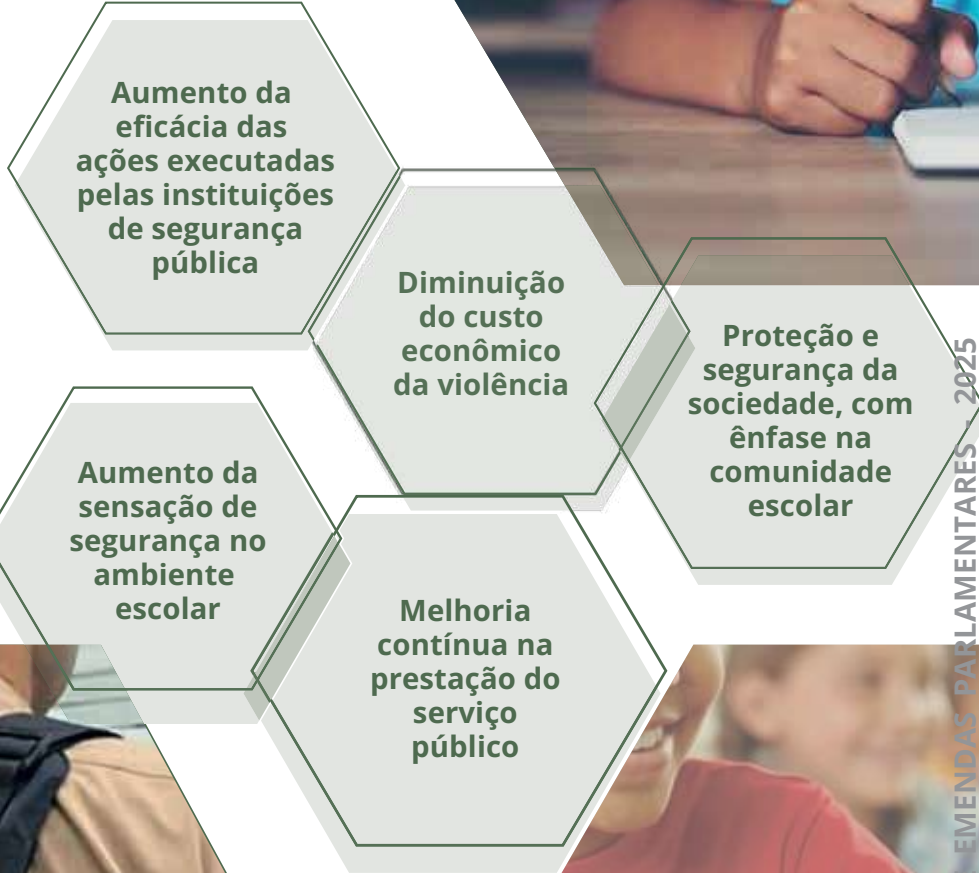 Aumento da
eficácia das
ações executadas
pelas instituições
de segurança
pública
Diminuição
do custo
econômico
da violência
Proteção e
segurança da
sociedade, com
ênfase na
comunidade
escolar
Aumento da
sensação de
segurança no
ambiente
escolar
Melhoria
contínua na
prestação do
serviço
público
EMENDAS PARLAMENTARES - 2025